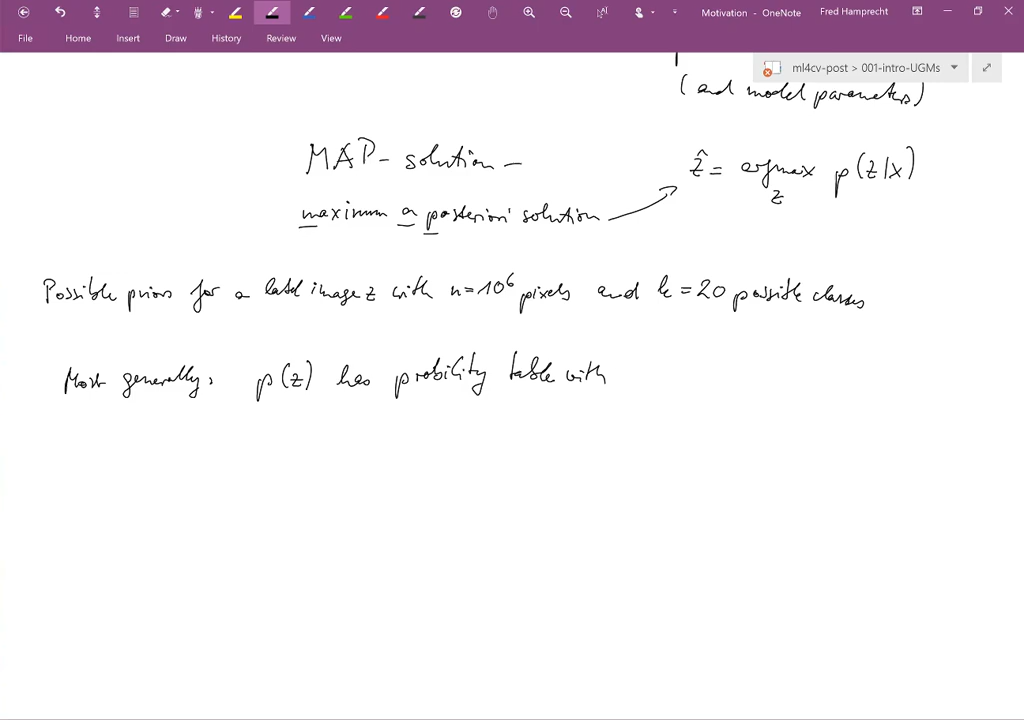 Motivation - OneNote Fred Hamprecht
File Home Insert Draw History Review View
ml4cv-post > 001-intro-UGMs
(and model parameters)
MAP- solution –
ẑ = argmax p(z|x)
z
maximum a posteriori solution
Possible priors for a label image z with n = 10⁶ pixels and k = 20 possible classes
Most generally, p(z) has probility table with